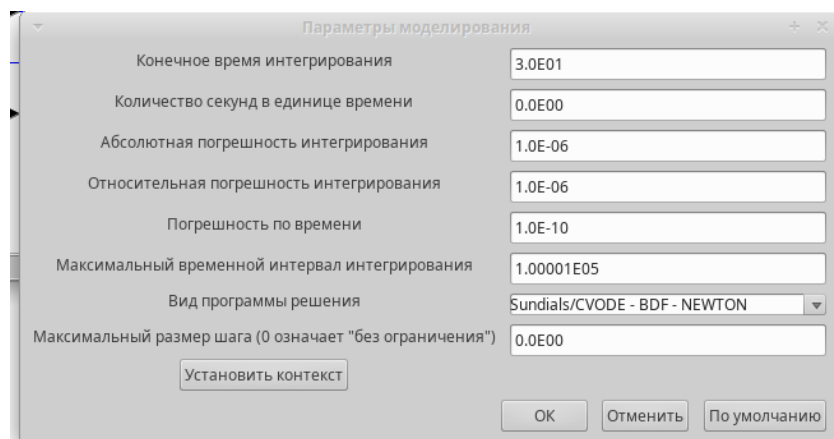 Параметры моделирования
Конечное время интегрирования 3.0E01
Количество секунд в единице времени 0.0E00
Абсолютная погрешность интегрирования 1.0E-06
Относительная погрешность интегрирования 1.0E-06
Погрешность по времени 1.0E-10
Максимальный временной интервал интегрирования 1.00001E05
Вид программы решения Sundials/CVODE - BDF - NEWTON
Максимальный размер шага (0 означает "без ограничения") 0.0E00
Установить контекст
ОК Отменить По умолчанию